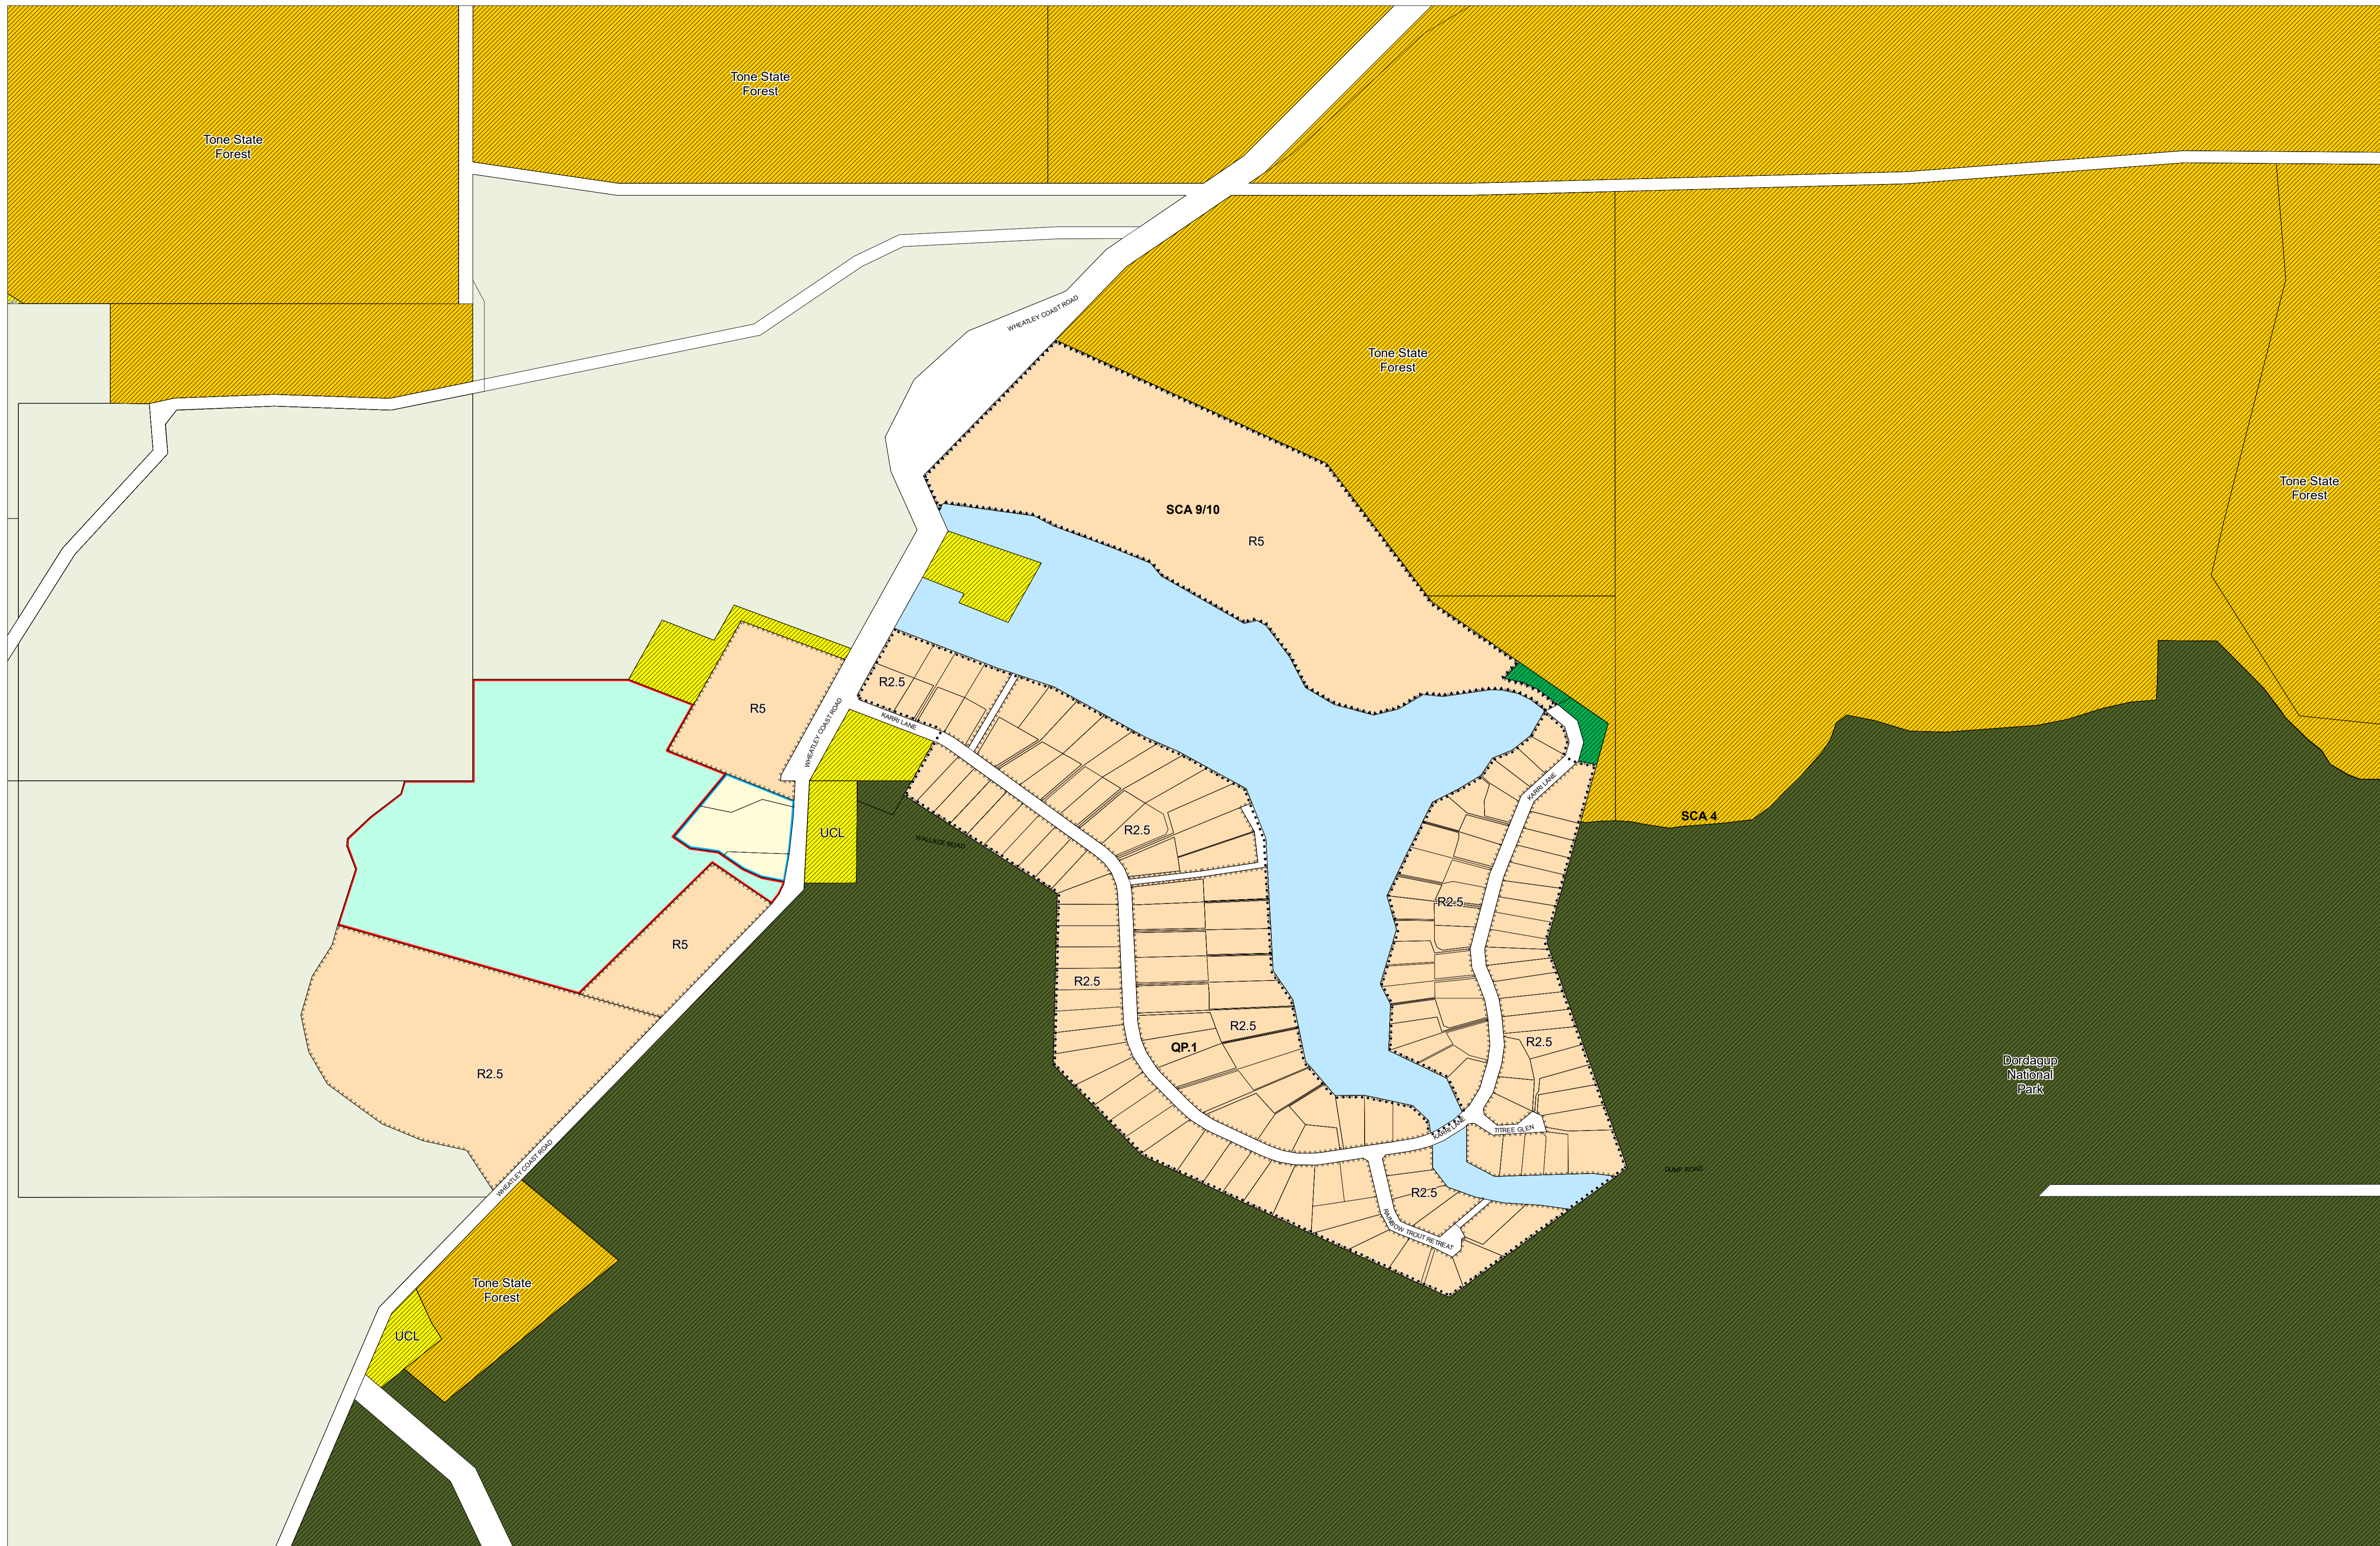 Tone State
Forest
Tone State
Forest
WHEATLEY COAST ROAD
Tone State
Forest
Tone State
Forest
SCA 9/10
R5
R2.5
R5
KARRI LANE
WHEATLEY COAST ROAD
KARRI LANE
SCA 4
R2.5
UCL
WALLACE ROAD
R2.5
R5
R2.5
R2.5
R2.5
QP.1
Dordagup
National
Park
R2.5
KARRI LANE
TITREE GLEN
WHEATLEY COAST ROAD
GUMP ROAD
R2.5
RAINBOW TROUT RETREAT
Tone State
Forest
UCL